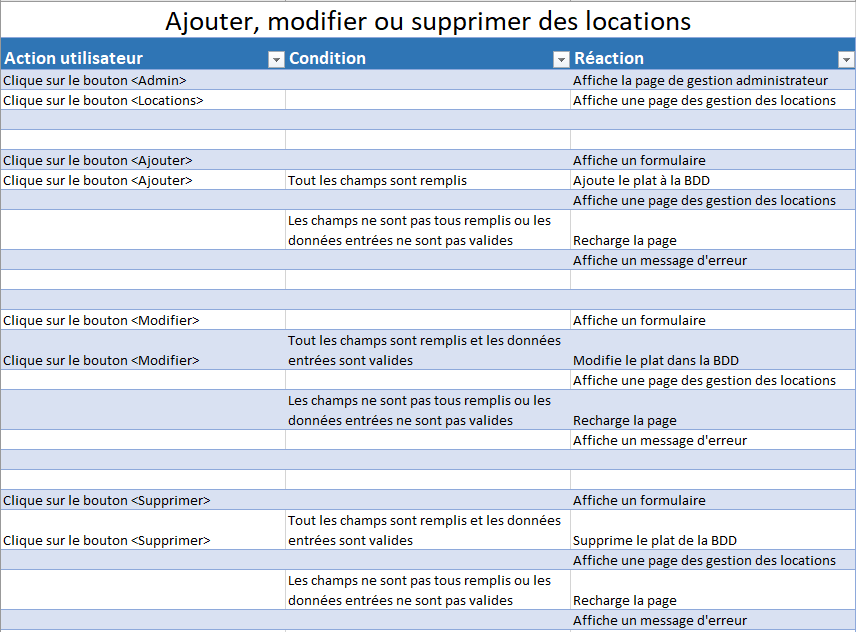 Ajouter, modifier ou supprimer des locations
Action utilisateur Condition Réaction
Clique sur le bouton <Admin> Affiche la page de gestion administrateur
Clique sur le bouton <Locations> Affiche une page des gestion des locations
Clique sur le bouton <Ajouter> Affiche un formulaire
Clique sur le bouton <Ajouter> Tout les champs sont remplis Ajoute le plat à la BDD
Affiche une page des gestion des locations
Les champs ne sont pas tous remplis ou les
données entrées ne sont pas valides Recharge la page
Affiche un message d'erreur
Clique sur le bouton <Modifier> Affiche un formulaire
Tout les champs sont remplis et les données
Clique sur le bouton <Modifier> entrées sont valides Modifie le plat dans la BDD
Affiche une page des gestion des locations
Les champs ne sont pas tous remplis ou les
données entrées ne sont pas valides Recharge la page
Affiche un message d'erreur
Clique sur le bouton <Supprimer> Affiche un formulaire
Tout les champs sont remplis et les données
Clique sur le bouton <Supprimer> entrées sont valides Supprime le plat de la BDD
Affiche une page des gestion des locations
Les champs ne sont pas tous remplis ou les
données entrées ne sont pas valides Recharge la page
Affiche un message d'erreur